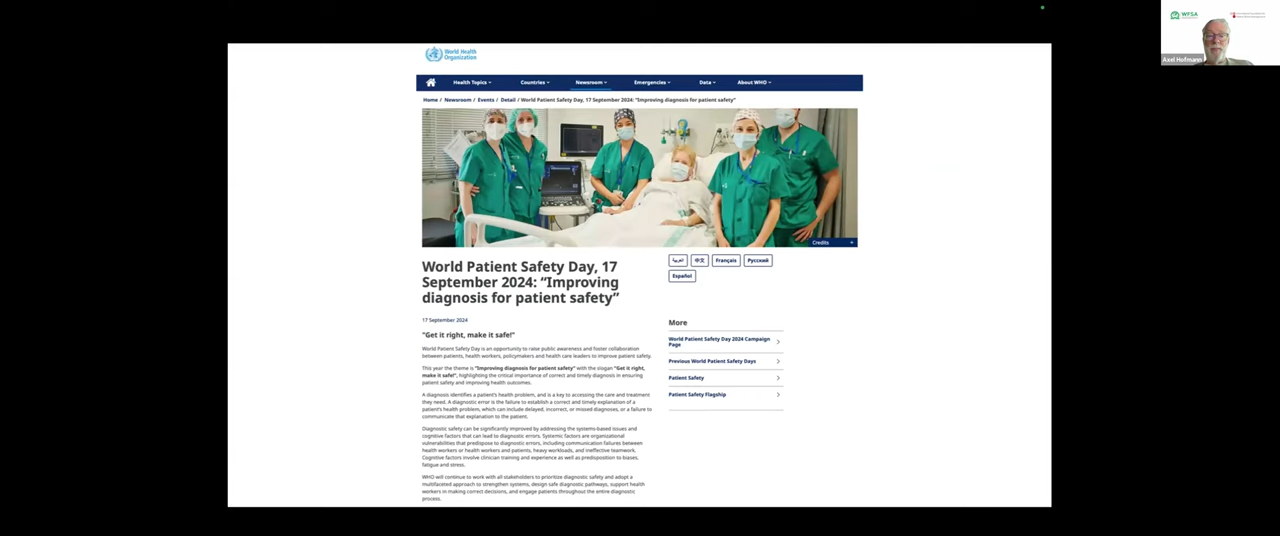 World Health
Organization
Health Topics
Countries
Newsroom
Emergencies
Data
About WHO
Home / Newsroom / Events / Detail / World Patient Safety Day, 17 September 2024: "Improving diagnosis for patient safety"
Credits
World Patient Safety Day, 17
September 2024: “Improving
diagnosis for patient safety”
العربية
中文
Français
Русский
Español
17 September 2024
"Get it right, make it safe!"
World Patient Safety Day is an opportunity to raise public awareness and foster collaboration
between patients, health workers, policymakers and health care leaders to improve patient safety.
This year the theme is "Improving diagnosis for patient safety" with the slogan "Get it right,
make it safe!", highlighting the critical importance of correct and timely diagnosis in ensuring
patient safety and improving health outcomes.
A diagnosis identifies a patient's health problem, and is a key to accessing the care and treatment
they need. A diagnostic error is the failure to establish a correct and timely explanation of a
patient's health problem, which can include delayed, incorrect, or missed diagnoses, or a failure to
communicate that explanation to the patient.
Diagnostic safety can be significantly improved by addressing the systems-based issues and
cognitive factors that can lead to diagnostic errors. Systemic factors are organizational
vulnerabilities that predispose to diagnostic errors, including communication failures between
health workers or health workers and patients, heavy workloads, and ineffective teamwork.
Cognitive factors involve clinician training and experience as well as predisposition to biases,
fatigue and stress.
WHO will continue to work with all stakeholders to prioritize diagnostic safety and adopt a
multifaceted approach to strengthen systems, design safe diagnostic pathways, support health
workers in making correct decisions, and engage patients throughout the entire diagnostic
process.
More
World Patient Safety Day 2024 Campaign
Page
Previous World Patient Safety Days
Patient Safety
Patient Safety Flagship
WFSA
Axel Hofmann